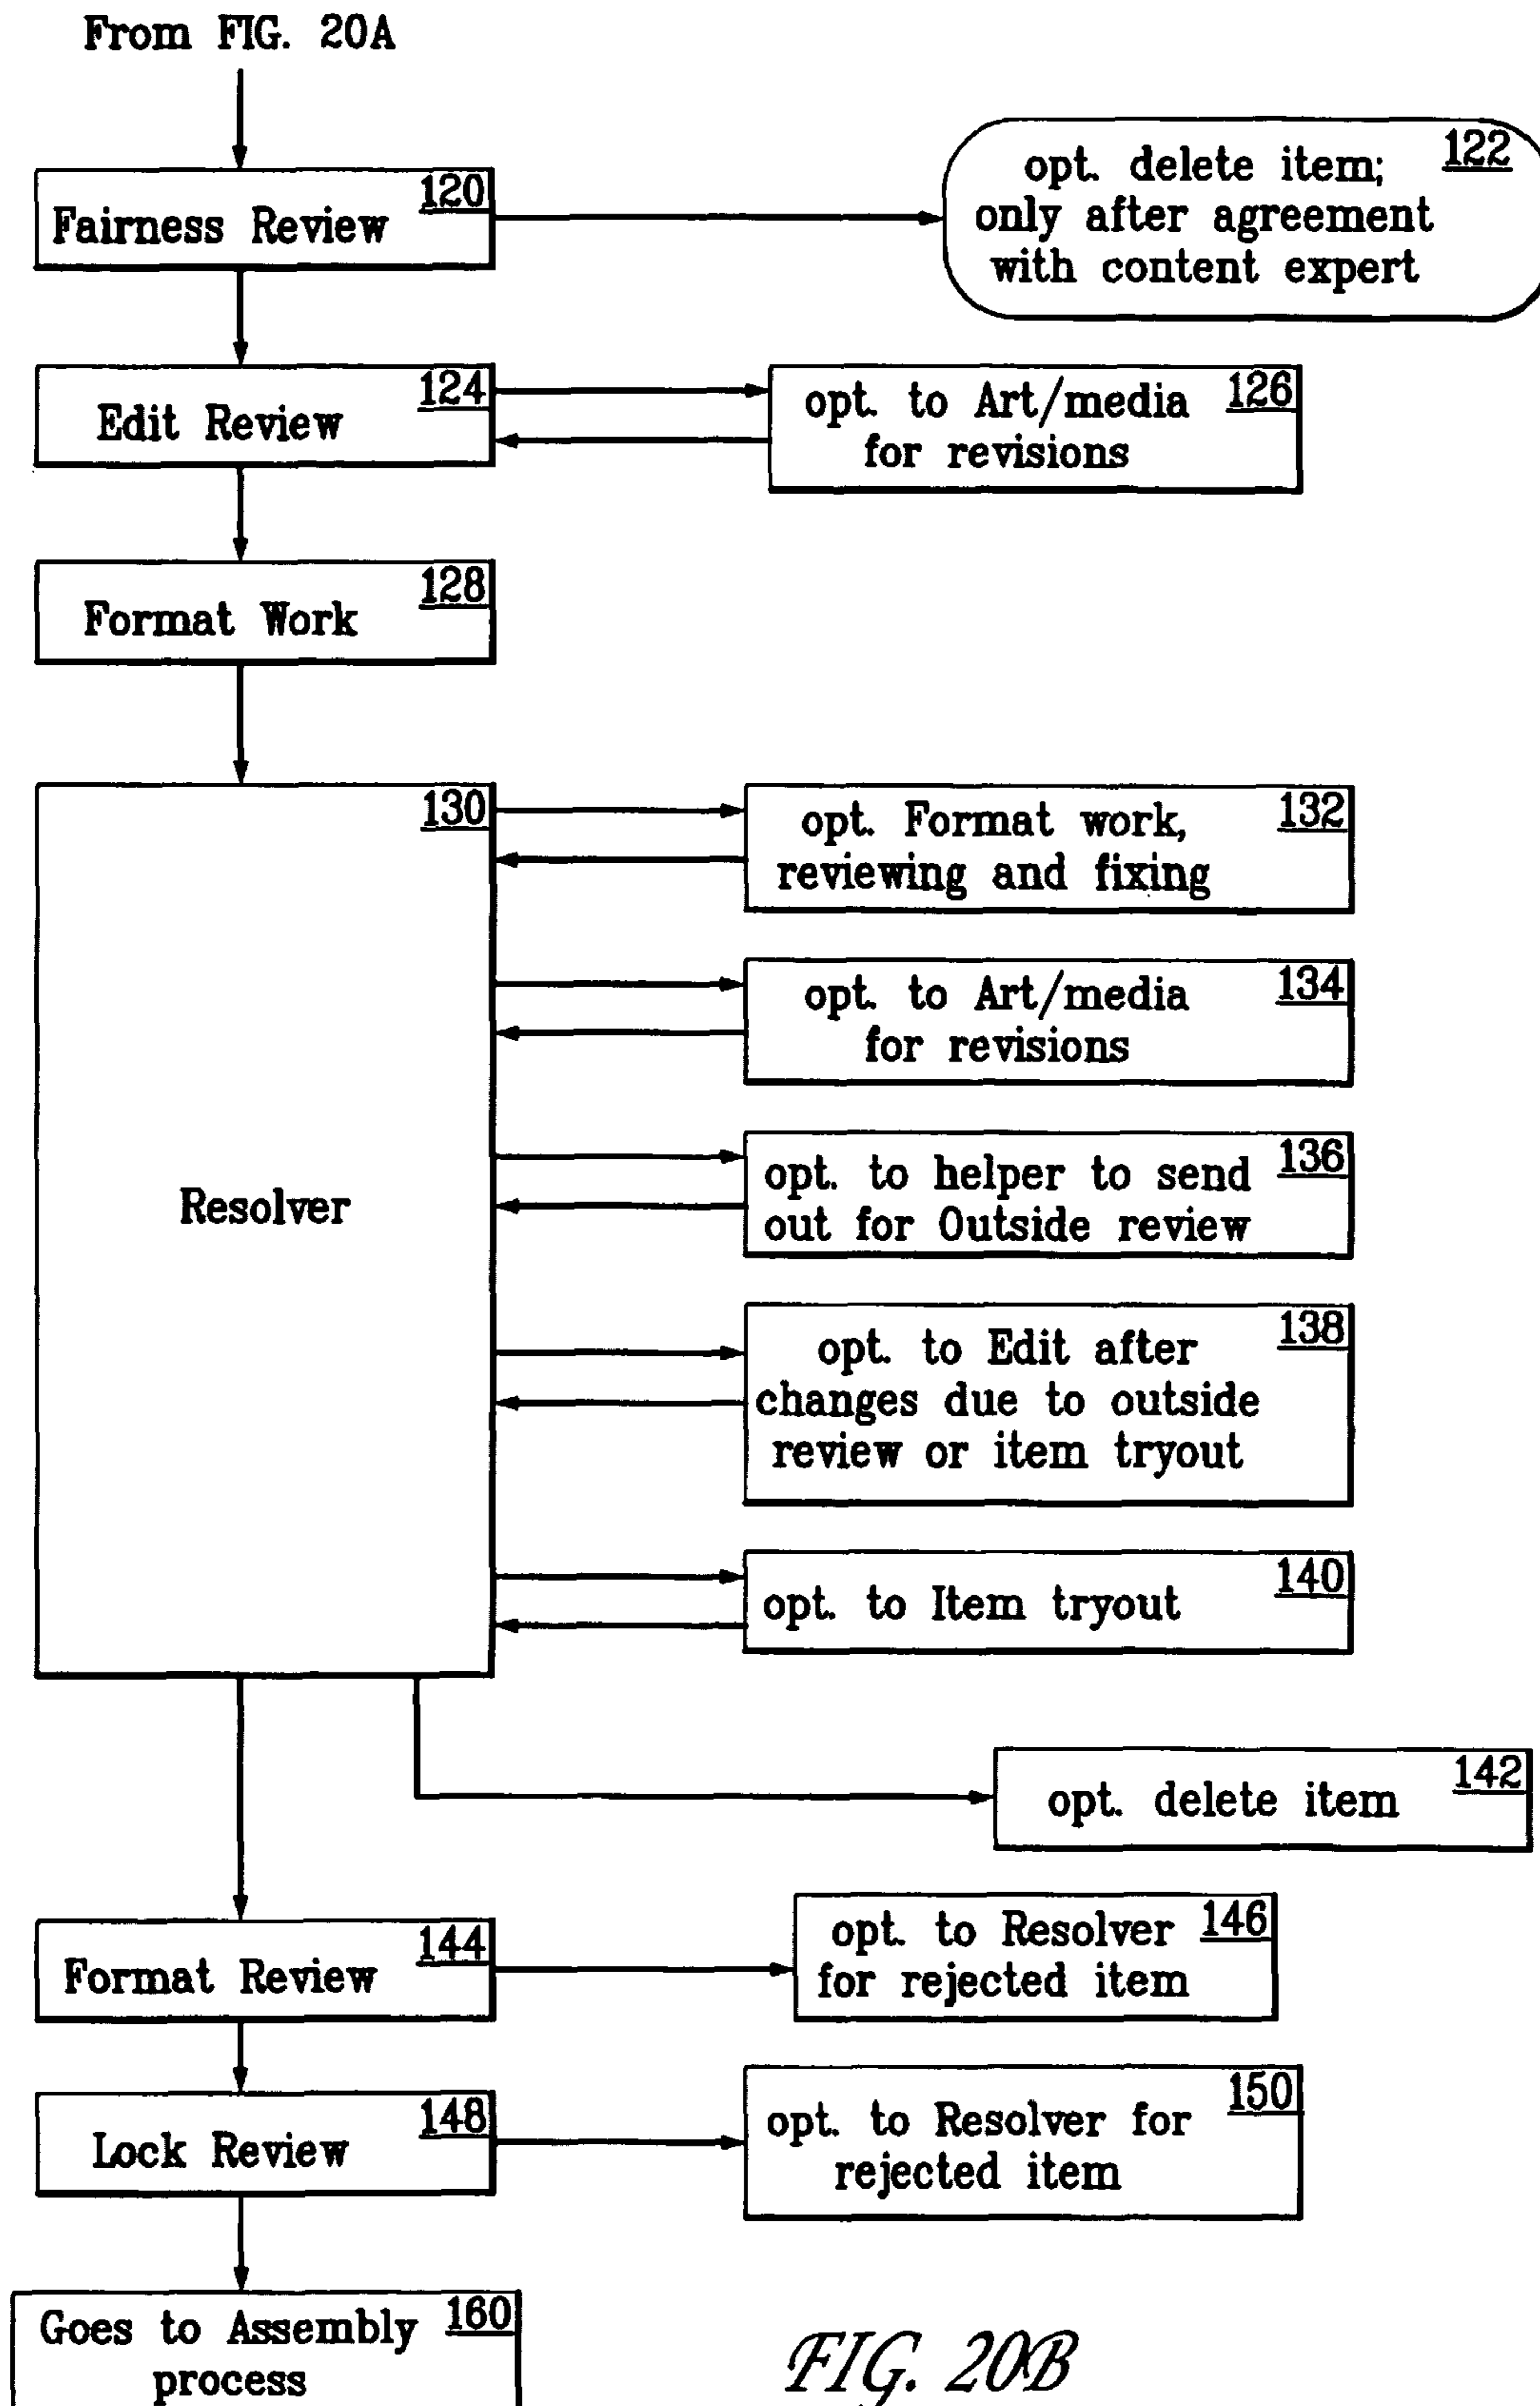 From FIG. 20A
120
Fairness Review
122
opt. delete item;
only after agreement
with content expert
124
Edit Review
126
opt. to Art/media
for revisions
128
Format Work
130
Resolver
132
opt. Format work,
reviewing and fixing
134
opt. to Art/media
for revisions
136
opt. to helper to send
out for Outside review
138
opt. to Edit after
changes due to outside
review or item tryout
140
opt. to Item tryout
142
opt. delete item
144
Format Review
146
opt. to Resolver
for rejected item
148
Lock Review
150
opt. to Resolver for
rejected item
160
Goes to Assembly
process
FIG. 20B